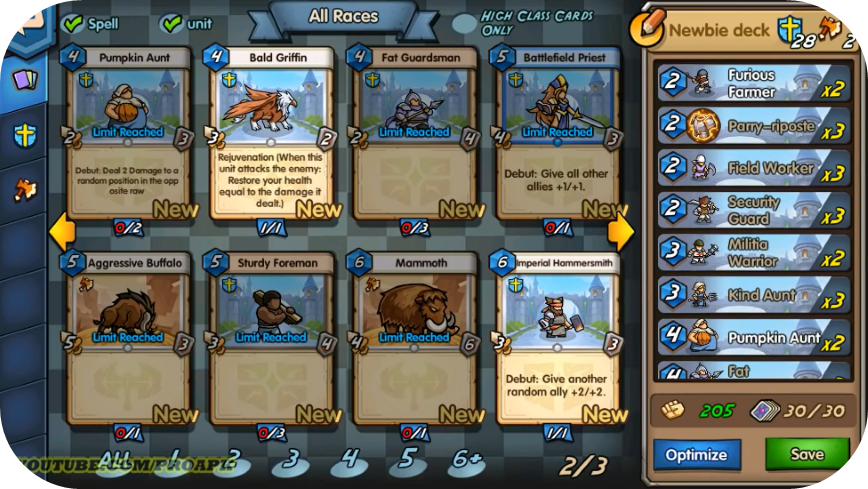 Spell
unit
All Races
HIGH CLASS CARDS
ONLY
Newbie deck
28
2
4
Pumpkin Aunt
Limit Reached
2
3
Debut: Deal 2 Damage to a
random position in the opp
osite raw
New
0/2
4
Bald Griffin
3
2
Rejuvenation (When this
unit attacks the enemy:
Restore your health
equal to the damage it
dealt.)
New
1/1
4
Fat Guardsman
Limit Reached
2
4
New
0/3
5
Battlefield Priest
Limit Reached
3
Debut: Give all other
allies +1/+1.
New
0/1
5
Aggressive Buffalo
Limit Reached
5
3
New
0/1
5
Sturdy Foreman
Limit Reached
3
4
New
0/3
6
Mammoth
Limit Reached
4
6
New
0/1
6
Imperial Hammersmith
3
3
Debut: Give another
random ally +2/+2.
New
1/1
2
Furious
Farmer
x2
2
Parry-riposte
x3
2
Field Worker
x3
2
Security
Guard
x3
3
Militia
Warrior
x2
3
Kind Aunt
x3
4
Pumpkin Aunt
x2
4
Fat
205
30/30
Optimize
Save
ALL
1
2
3
4
5
6+
2/3
YOUTUBE.COM/PROAPK